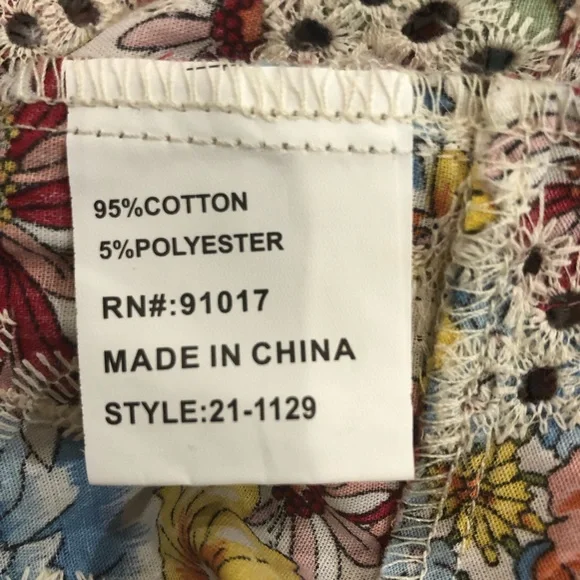 95%COTTON
5%POLYESTER
RN#:91017
MADE IN CHINA
STYLE:21-1129